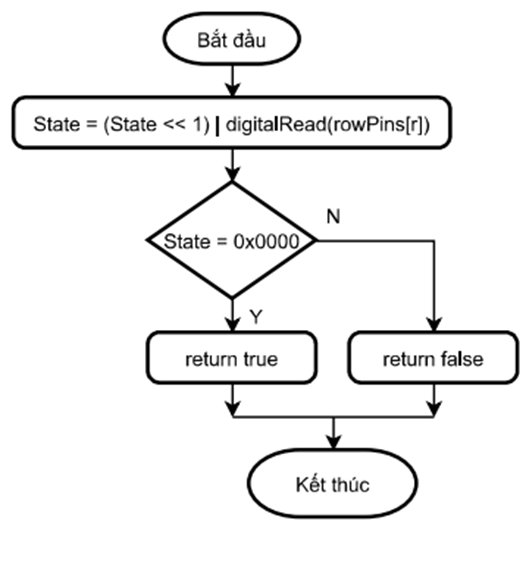 Bắt đầu
State = (State << 1) | digitalRead(rowPins[r])
State = 0x0000
N
Y
return true
return false
Kết thúc